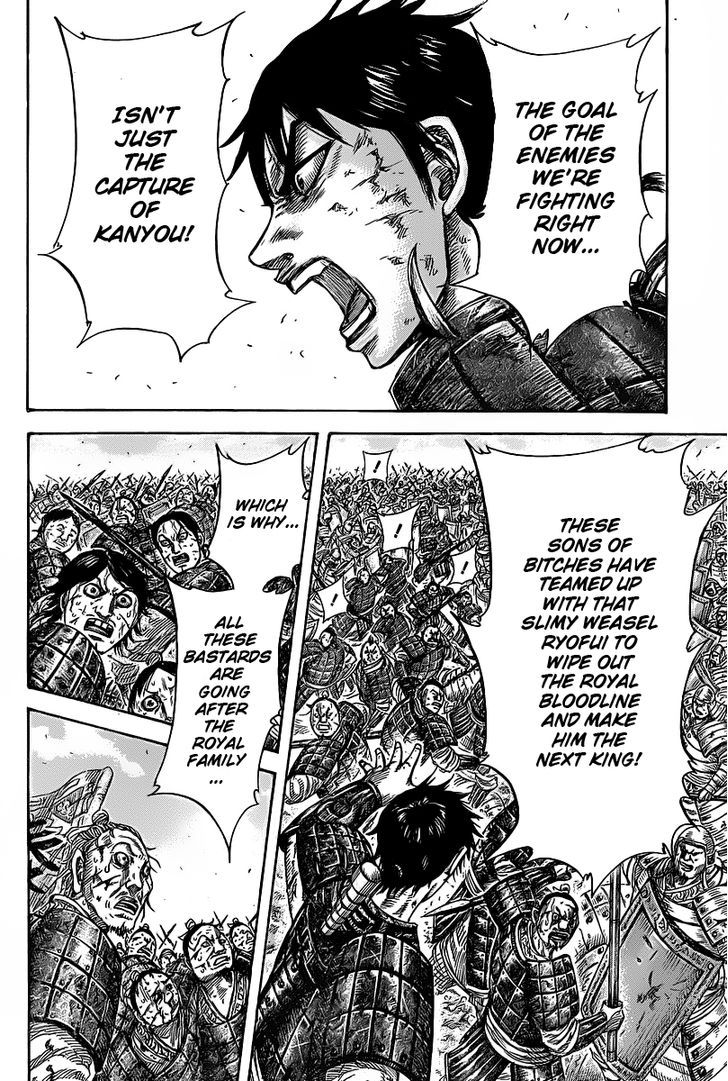 THE GOAL
OF THE
ENEMIES
WE'RE
FIGHTING
RIGHT
NOW...
ISN'T
JUST
THE
CAPTURE
OF
KANYOU!
THESE
SONS OF
BITCHES HAVE
TEAMED UP
WITH THAT
SLIMY WEASEL
RYOFUI TO
WIPE OUT
THE ROYAL
BLOODLINE
AND MAKE
HIM THE
NEXT KING!
!
!
!
!
WHICH
IS WHY...
ALL
THESE
BASTARDS
ARE
GOING
AFTER
THE
ROYAL
FAMILY
...